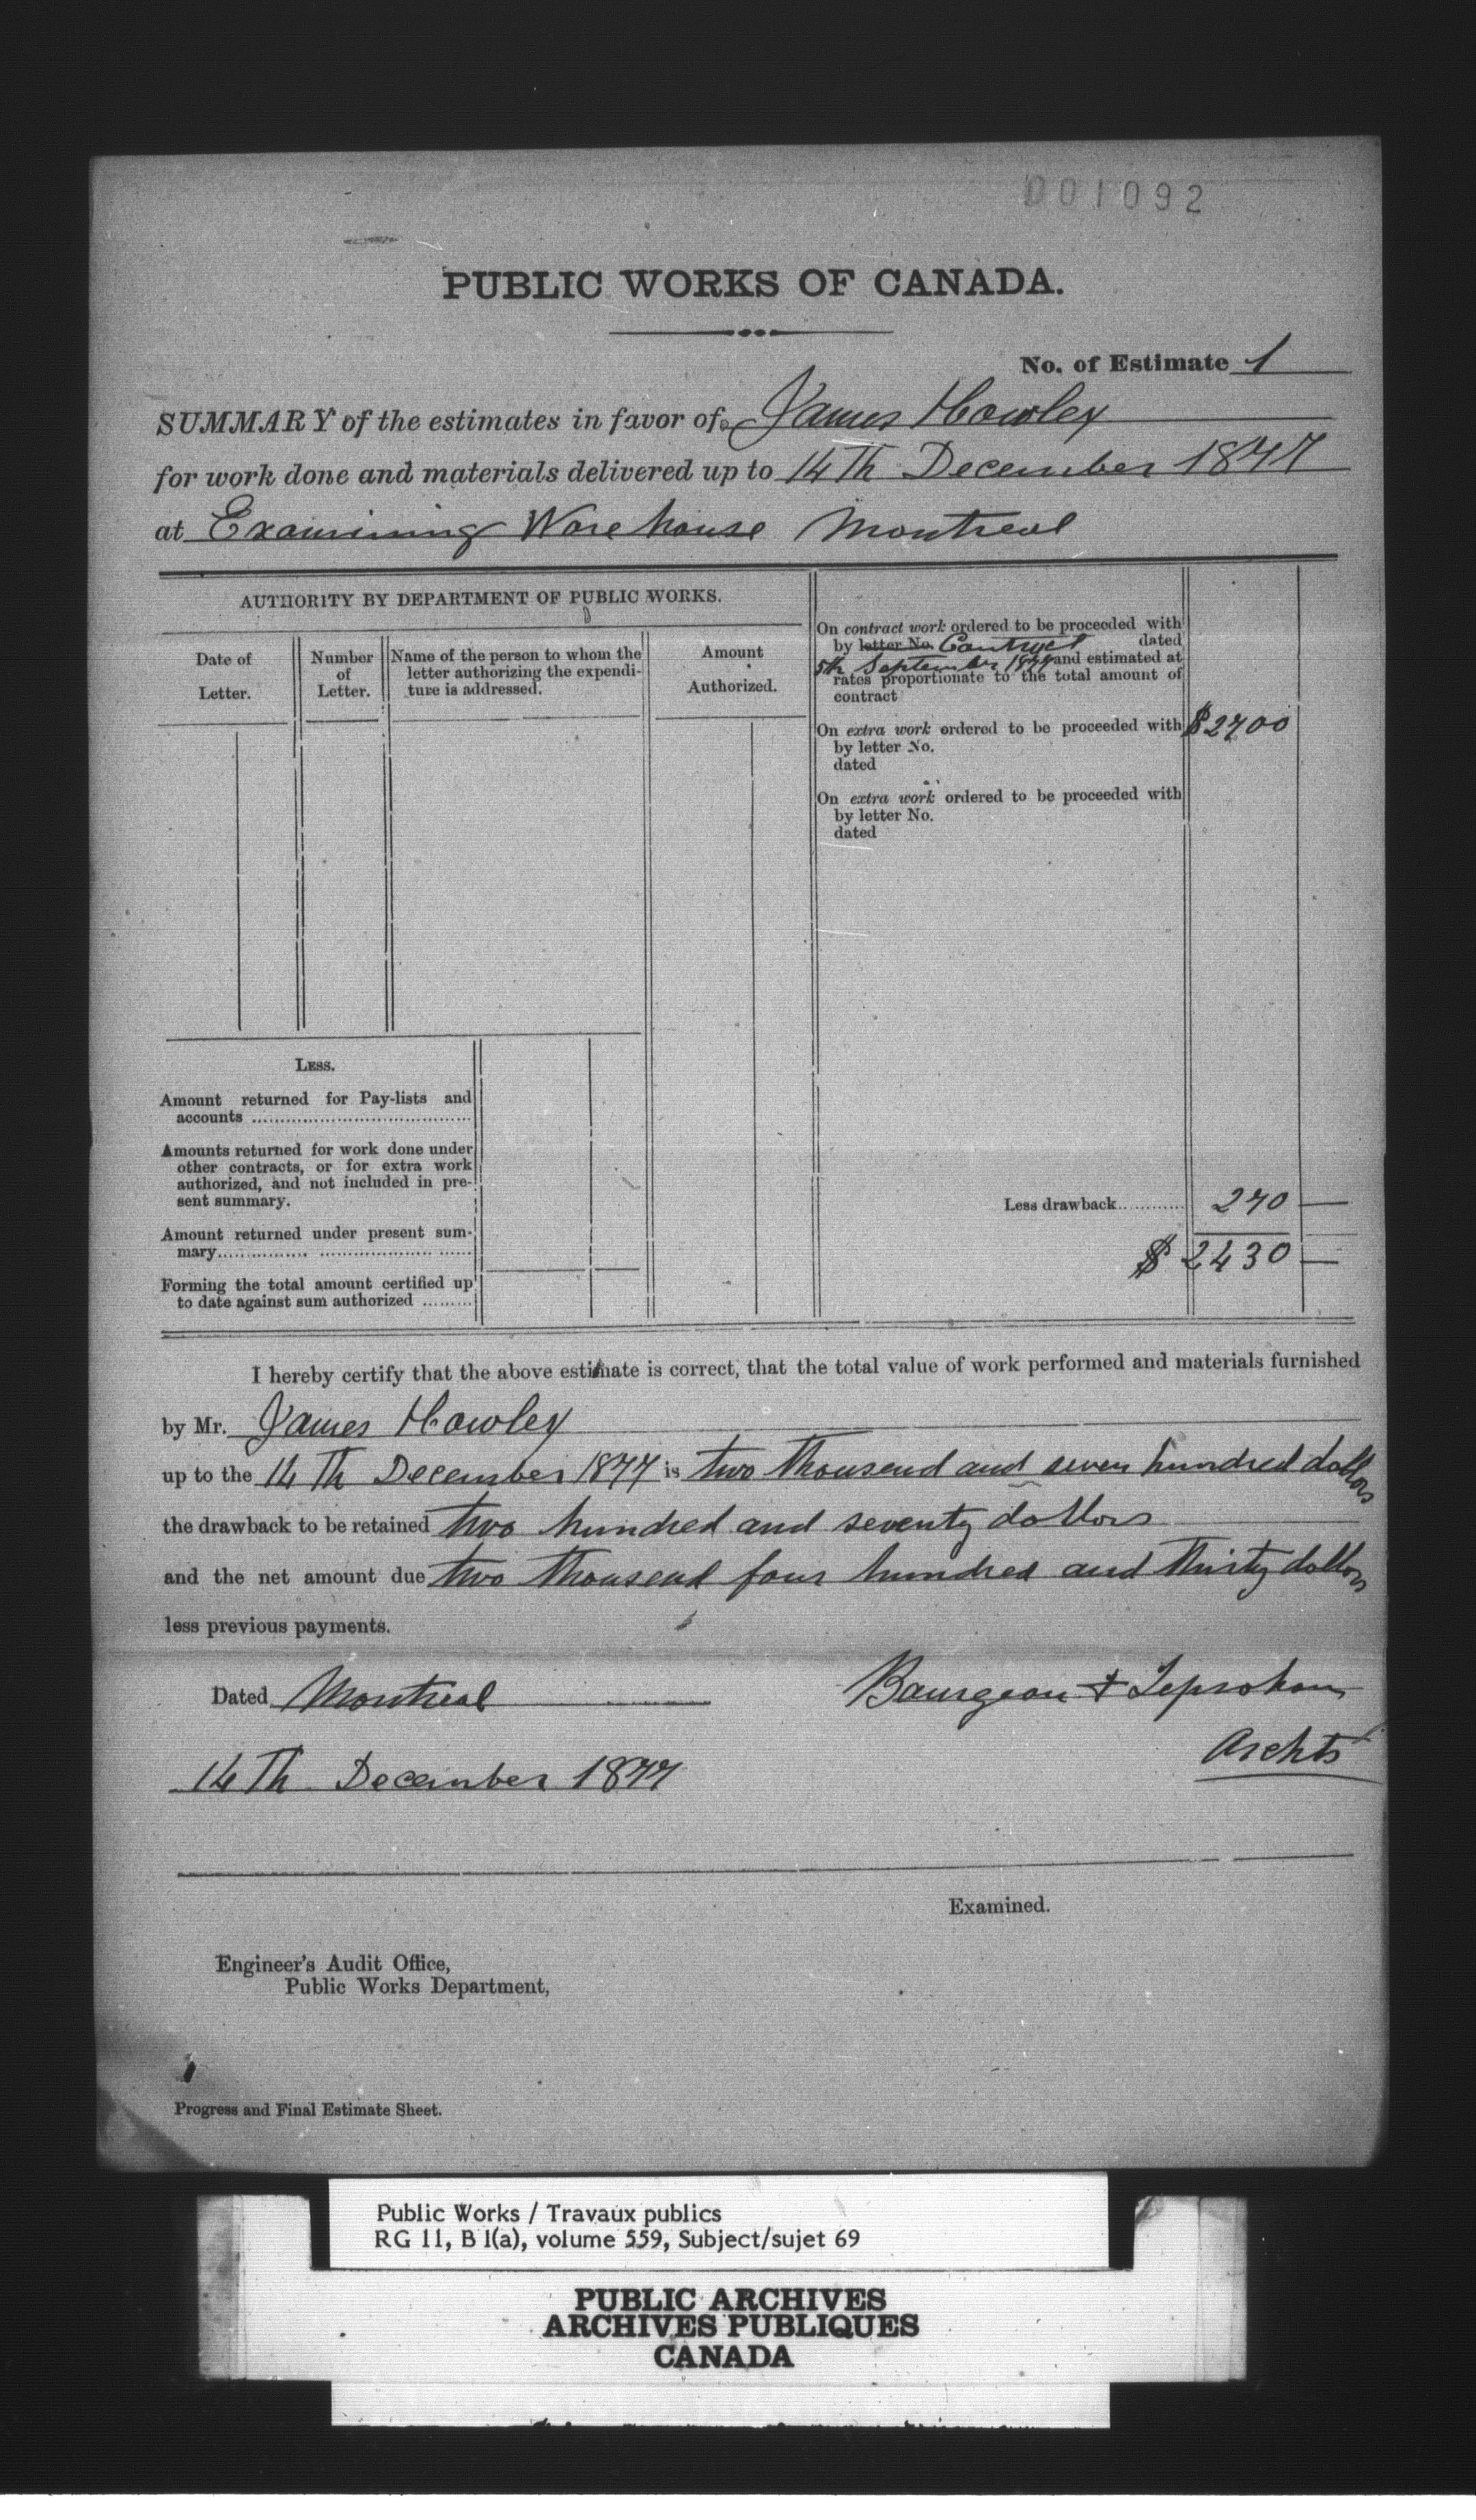 001092
PUBLIC WORKS OF CANADA.
No. of Estimate 1
SUMMARY of the estimates in favor of James Howley
for work done and materials delivered up to 14th December 1877
at Examining Warehouse Montreal
AUTHORITY BY DEPARTMENT OF PUBLIC WORKS.
Date of
Letter.
Number
of
Letter.
Name of the person to whom the
letter authorizing the expendi-
ture is addressed.
Amount
Authorized.
On contract work ordered to be proceeded with
by letter No. Contract dated
5th September 1877 and estimated at
rates proportionate to the total amount of
contract
On extra work ordered to be proceeded with $2700
by letter No.
dated
On extra work ordered to be proceeded with
by letter No.
dated
LESS.
Amount returned for Pay-lists and
accounts
Amounts returned for work done under
other contracts, or for extra work
authorized, and not included in pre-
sent summary.
Amount returned under present sum-
mary
Forming the total amount certified up
to date against sum authorized
Less drawback 270 —
$ 2430 —
I hereby certify that the above estimate is correct, that the total value of work performed and materials furnished
by Mr. James Howley
up to the 14th December 1877 is two thousand and seven hundred dollars
the drawback to be retained two hundred and seventy dollars
and the net amount due two thousand four hundred and thirty dollars
less previous payments.
Dated Montreal
14th December 1877
Bourgeau & Leprohon
Archts
Examined.
Engineer's Audit Office,
Public Works Department,
Progress and Final Estimate Sheet.
Public Works / Travaux publics
RG 11, B 1(a), volume 559, Subject/sujet 69
PUBLIC ARCHIVES
ARCHIVES PUBLIQUES
CANADA